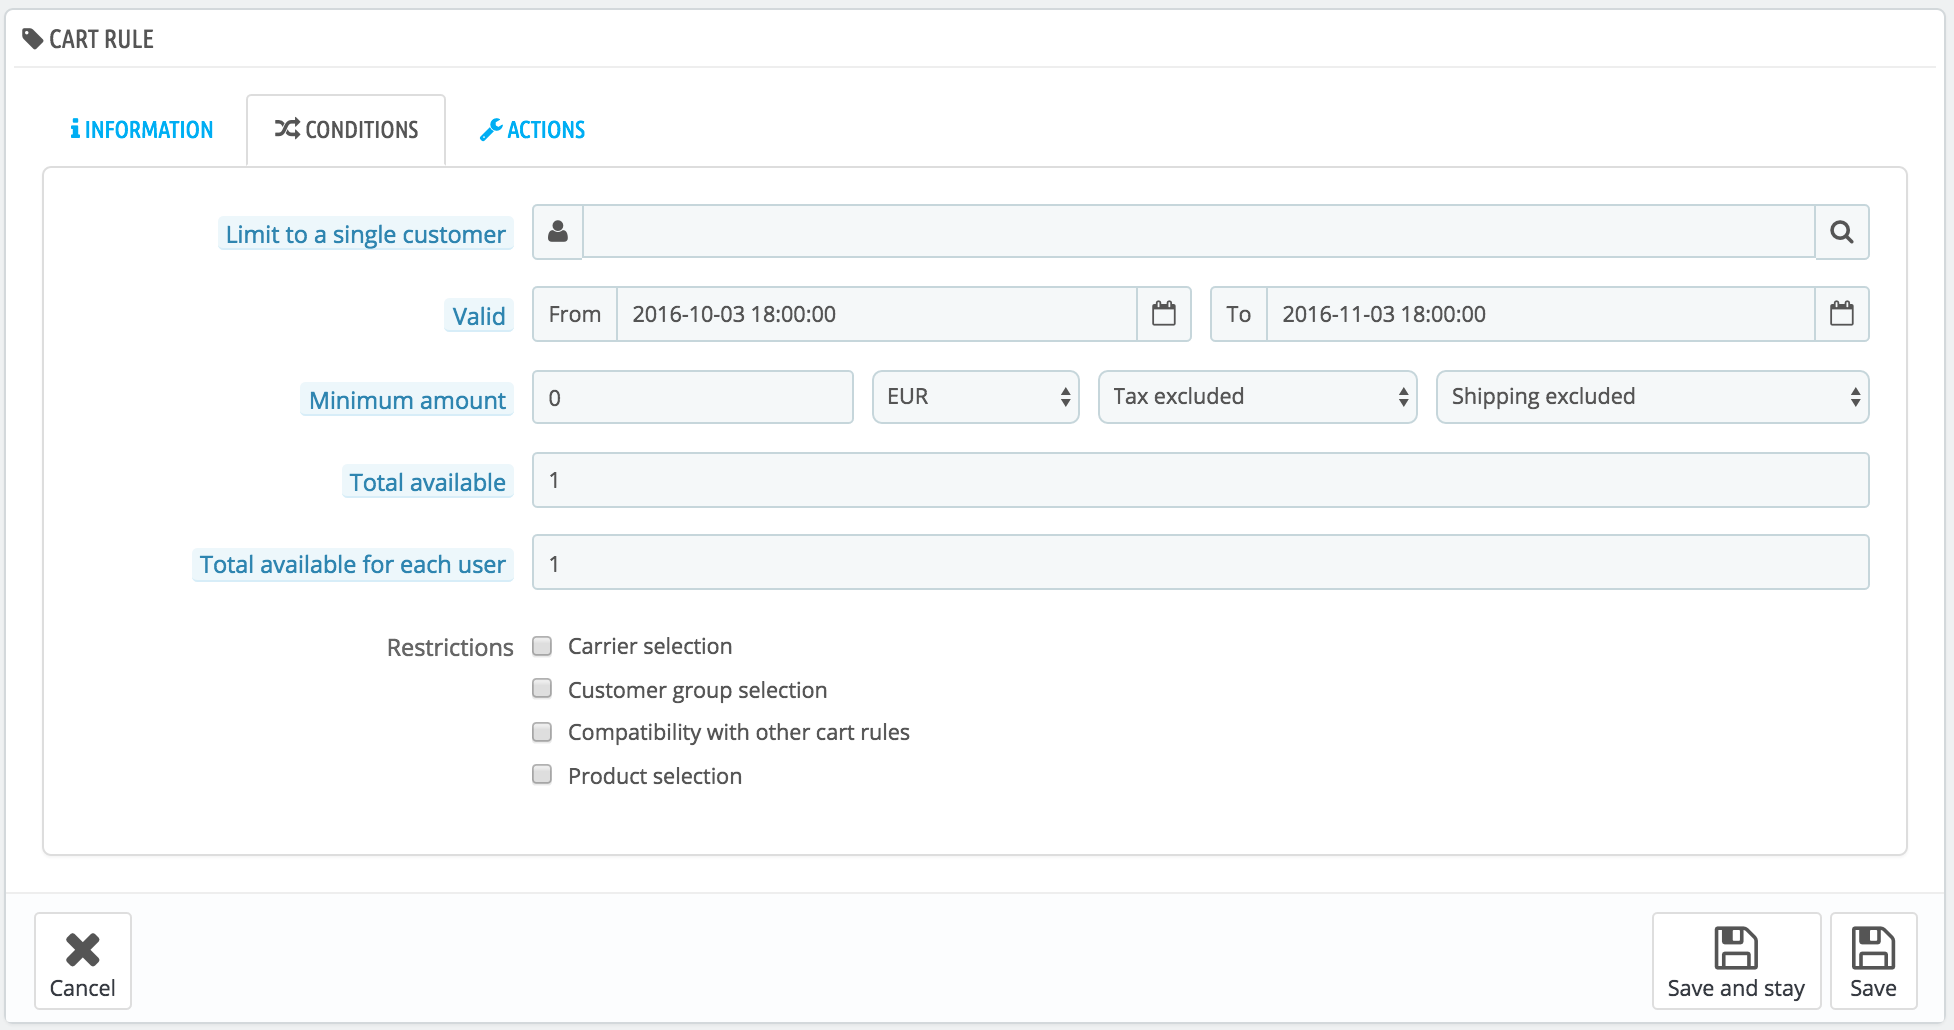 CART RULE
INFORMATION CONDITIONS ACTIONS
Limit to a single customer
Valid From 2016-10-03 18:00:00 To 2016-11-03 18:00:00
Minimum amount 0 EUR Tax excluded Shipping excluded
Total available 1
Total available for each user 1
Restrictions Carrier selection
Customer group selection
Compatibility with other cart rules
Product selection
Cancel Save and stay Save